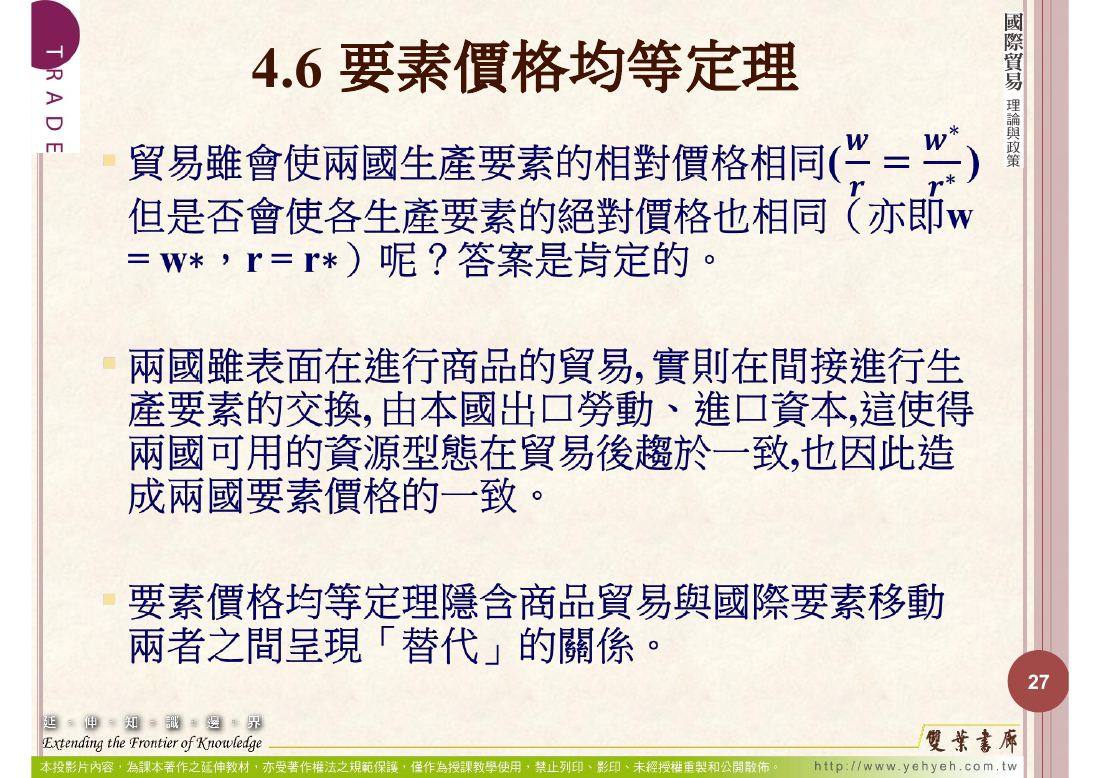 TRADE
國際貿易 理論與政策
4.6 要素價格均等定理
貿易雖會使兩國生產要素的相對價格相同(w/r = w*/r*)
但是否會使各生產要素的絕對價格也相同（亦即w
= w*，r = r*）呢？答案是肯定的。
兩國雖表面在進行商品的貿易, 實則在間接進行生
產要素的交換, 由本國出口勞動、進口資本,這使得
兩國可用的資源型態在貿易後趨於一致,也因此造
成兩國要素價格的一致。
要素價格均等定理隱含商品貿易與國際要素移動
兩者之間呈現「替代」的關係。
27
延・伸・知・識・邊・界
Extending the Frontier of Knowledge
雙葉書廊
本投影片內容，為課本著作之延伸教材，亦受著作權法之規範保護，僅作為授課教學使用，禁止列印、影印、未經授權重製和公開散佈。
http://www.yehyeh.com.tw